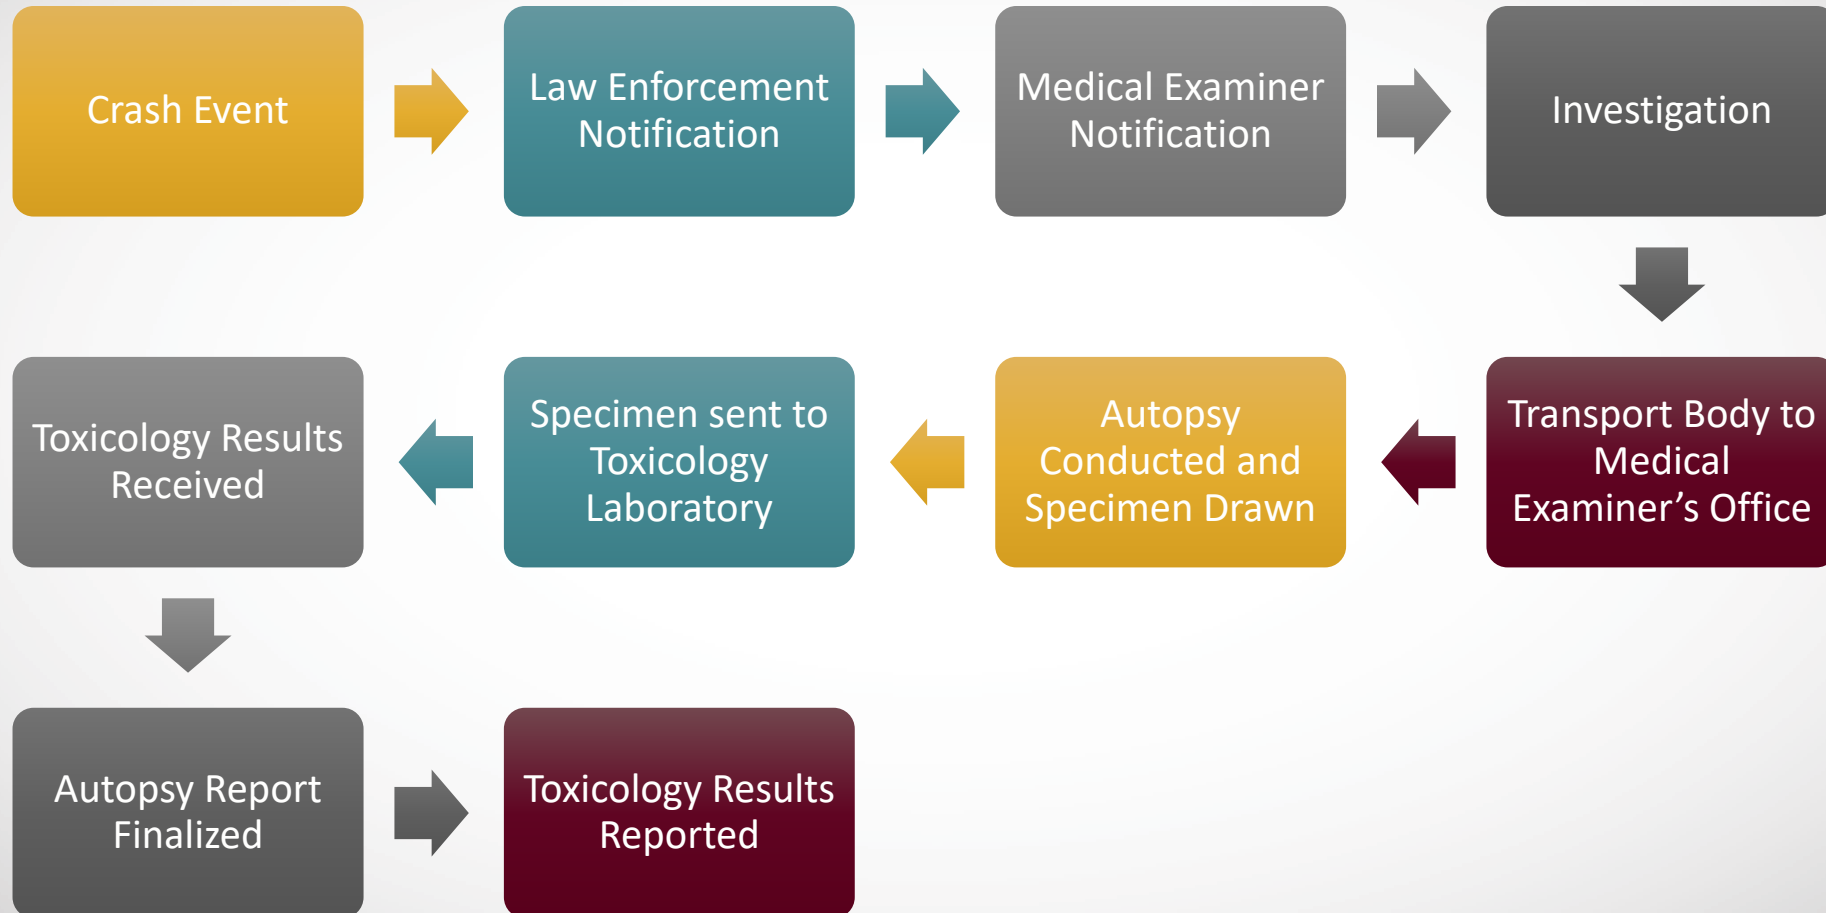 Crash Event
Law Enforcement
Notification
Medical Examiner
Notification
Investigation
Transport Body to
Medical
Examiner’s Office
Autopsy
Conducted and
Specimen Drawn
Specimen sent to
Toxicology
Laboratory
Toxicology Results
Received
Autopsy Report
Finalized
Toxicology Results
Reported